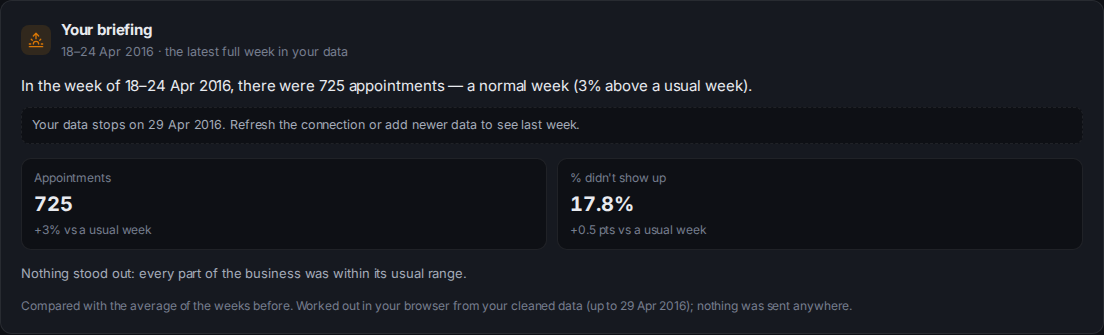 Your briefing
18–24 Apr 2016 · the latest full week in your data
In the week of 18–24 Apr 2016, there were 725 appointments — a normal week (3% above a usual week).
Your data stops on 29 Apr 2016. Refresh the connection or add newer data to see last week.
Appointments
725
+3% vs a usual week
% didn't show up
17.8%
+0.5 pts vs a usual week
Nothing stood out: every part of the business was within its usual range.
Compared with the average of the weeks before. Worked out in your browser from your cleaned data (up to 29 Apr 2016); nothing was sent anywhere.